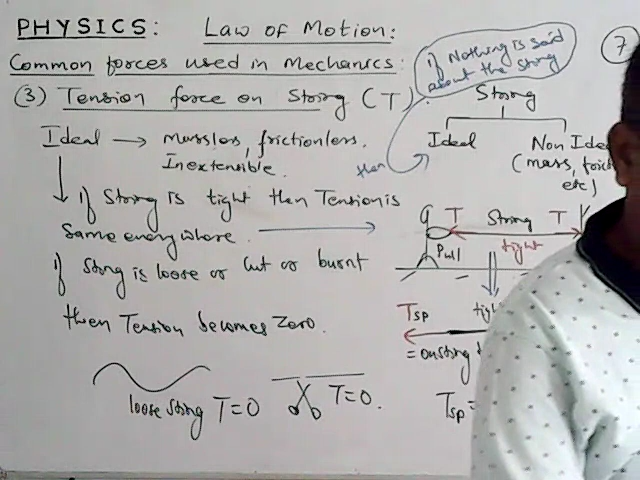 PHYSICS: Law of Motion:
Common forces used in Mechanics:
7
if Nothing is said
about the string
(3) Tension force on String (T).
String
Ideal → massless, frictionless.
Inextensible.
then
Ideal
Non Idea
(mass, frict
etc)
if String is tight then Tension is
Same everywhere.
T String T
tight
Pull
if string is loose or cut or burnt
then Tension becomes zero.
Tsp
tig
= on string
loose string T=0
T=0.
Tsp =